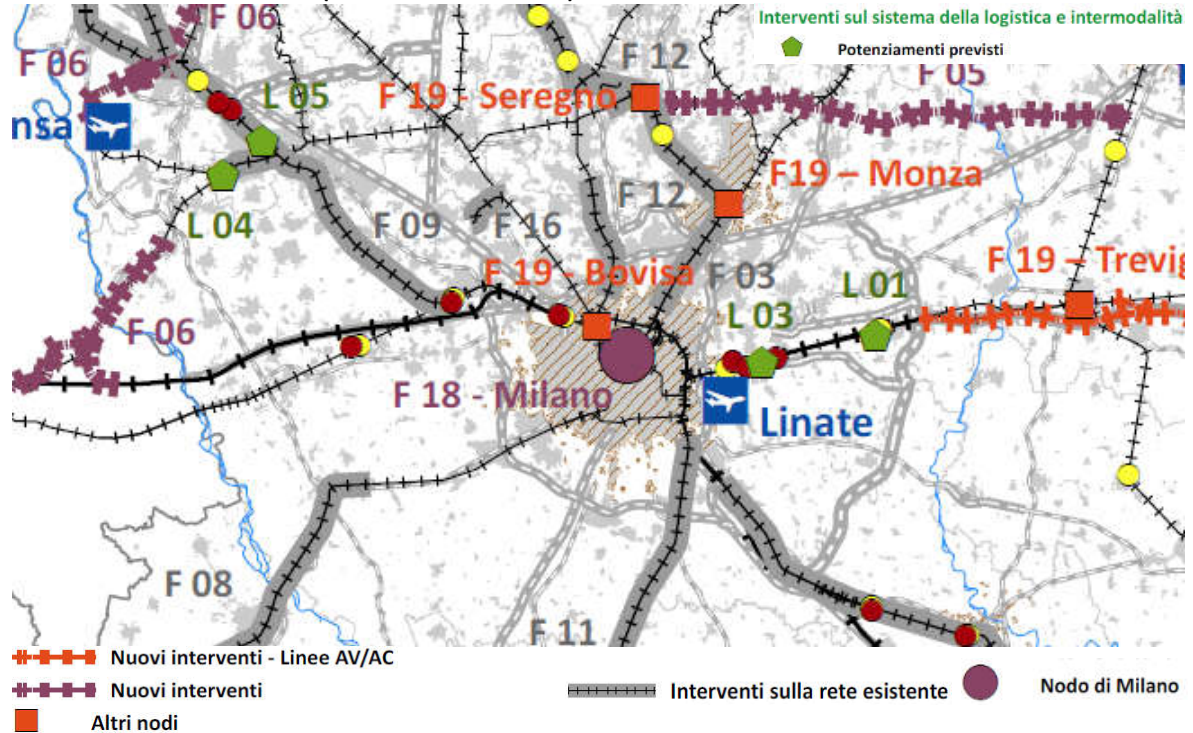 Interventi sul sistema della logistica e intermodalità
Potenziamenti previsti
F 06
F 06
F 12
F 05
L 05
F 19 - Seregno
nsa
F 12
F19 – Monza
L 04
F 09
F 16
F 19 - Bovisa
F 03
L 01
F 19 – Trevig
L 03
F 06
F 18 - Milano
Linate
F 08
F 11
Nuovi interventi - Linee AV/AC
Nuovi interventi
Interventi sulla rete esistente
Nodo di Milano
Altri nodi